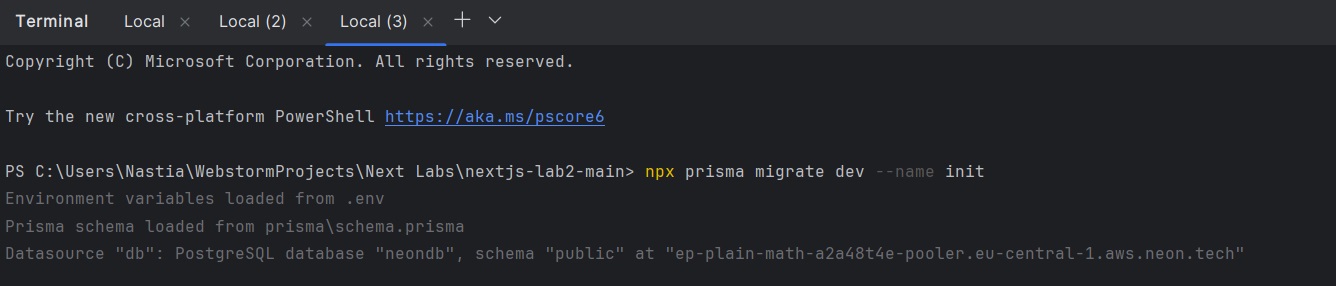 Terminal Local × Local (2) × Local (3) ×
Copyright (C) Microsoft Corporation. All rights reserved.
Try the new cross-platform PowerShell https://aka.ms/pscore6
PS C:\Users\Nastia\WebstormProjects\Next Labs\nextjs-lab2-main> npx prisma migrate dev --name init
Environment variables loaded from .env
Prisma schema loaded from prisma\schema.prisma
Datasource "db": PostgreSQL database "neondb", schema "public" at "ep-plain-math-a2a48t4e-pooler.eu-central-1.aws.neon.tech"